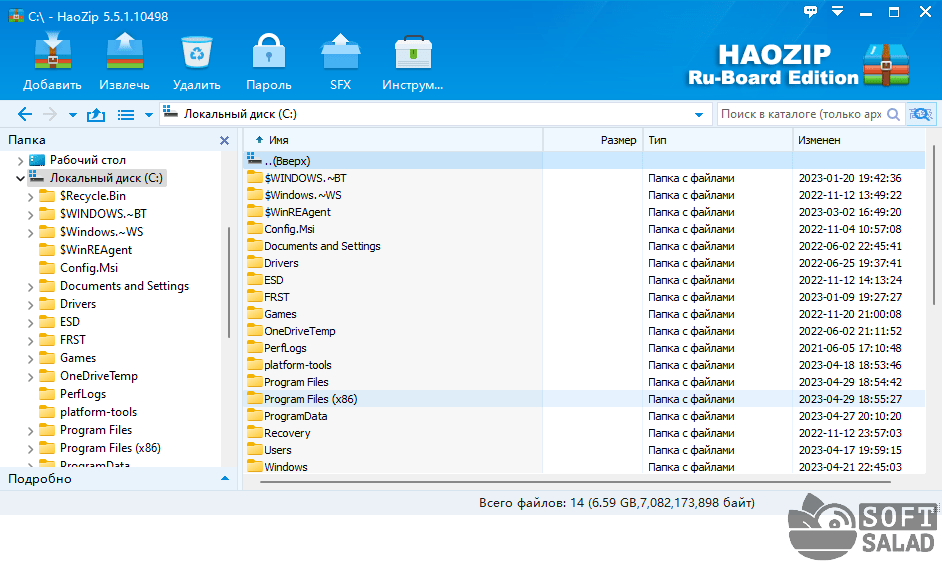 C:\ - HaoZip 5.5.1.10498
Добавить Извлечь Удалить Пароль SFX Инструм...
HAOZIP
Ru-Board Edition
Локальный диск (C:) Поиск в каталоге (только арх
Папка
Рабочий стол
Локальный диск (C:)
$Recycle.Bin
$WINDOWS.~BT
$Windows.~WS
$WinREAgent
Config.Msi
Documents and Settings
Drivers
ESD
FRST
Games
OneDriveTemp
PerfLogs
platform-tools
Program Files
Program Files (x86)
ProgramData
Подробно
Имя Размер Тип Изменен
..(Вверх)
$WINDOWS.~BT Папка с файлами 2023-01-20 19:42:36
$Windows.~WS Папка с файлами 2022-11-12 13:49:22
$WinREAgent Папка с файлами 2023-03-02 16:49:20
Config.Msi Папка с файлами 2022-11-04 10:57:08
Documents and Settings Папка с файлами 2022-06-02 22:45:41
Drivers Папка с файлами 2022-06-25 19:37:41
ESD Папка с файлами 2022-11-12 14:13:24
FRST Папка с файлами 2023-01-09 19:27:27
Games Папка с файлами 2022-11-20 21:00:08
OneDriveTemp Папка с файлами 2022-06-02 21:11:52
PerfLogs Папка с файлами 2021-06-05 17:10:48
platform-tools Папка с файлами 2023-04-18 18:53:46
Program Files Папка с файлами 2023-04-29 18:54:42
Program Files (x86) Папка с файлами 2023-04-29 18:55:27
ProgramData Папка с файлами 2023-04-27 20:10:20
Recovery Папка с файлами 2022-11-12 23:57:03
Users Папка с файлами 2023-04-17 19:59:15
Windows Папка с файлами 2023-04-21 22:45:03
Всего файлов: 14 (6.59 GB,7,082,173,898 байт)
SOFT
SALAD